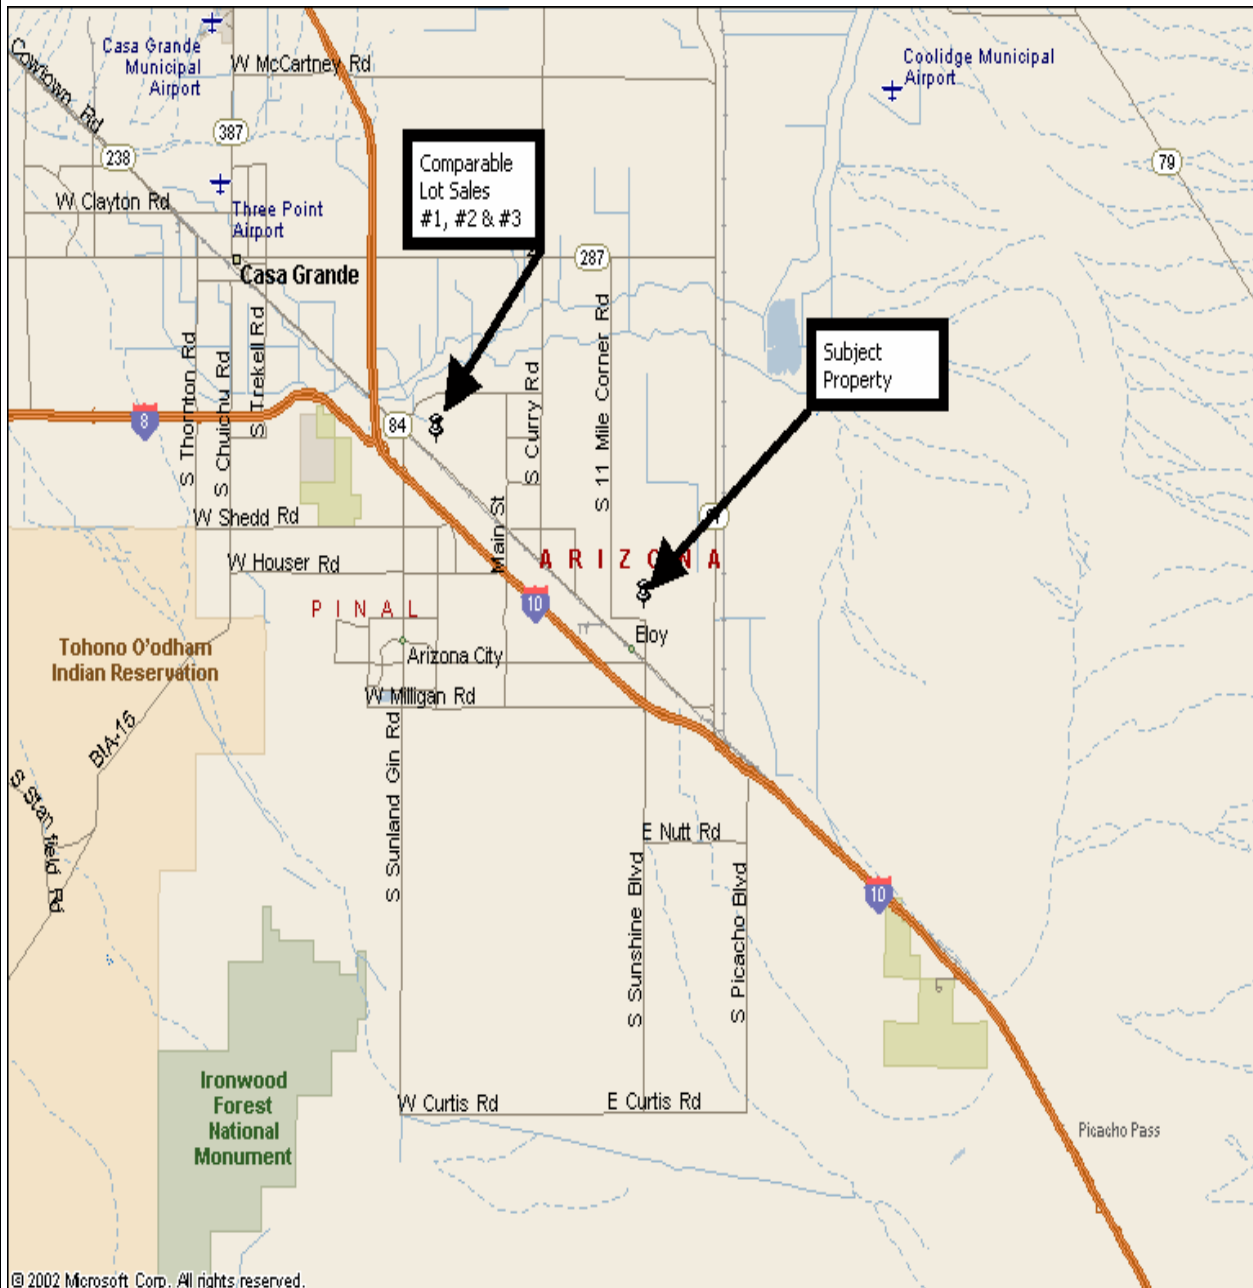 Casa Grande
Municipal
Airport
Coolidge Municipal
Airport
Cowtown Rd
W McCartney Rd
387
238
79
Comparable
Lot Sales
#1, #2 & #3
W Clayton Rd
Three Point
Airport
Casa Grande
287
S Thornton Rd
S Chuichu Rd
S Trekell Rd
S Curry Rd
S 11 Mile Corner Rd
Subject
Property
8
84
W Shedd Rd
Main St
W Houser Rd
ARIZONA
PINAL
10
Eloy
Tohono O'odham
Indian Reservation
Arizona City
W Milligan Rd
BIA-15
S Stanfield Rd
S Sunland Gin Rd
E Nutt Rd
S Sunshine Blvd
S Picacho Blvd
10
Ironwood
Forest
National
Monument
W Curtis Rd
E Curtis Rd
Picacho Pass
© 2002 Microsoft Corp. All rights reserved.